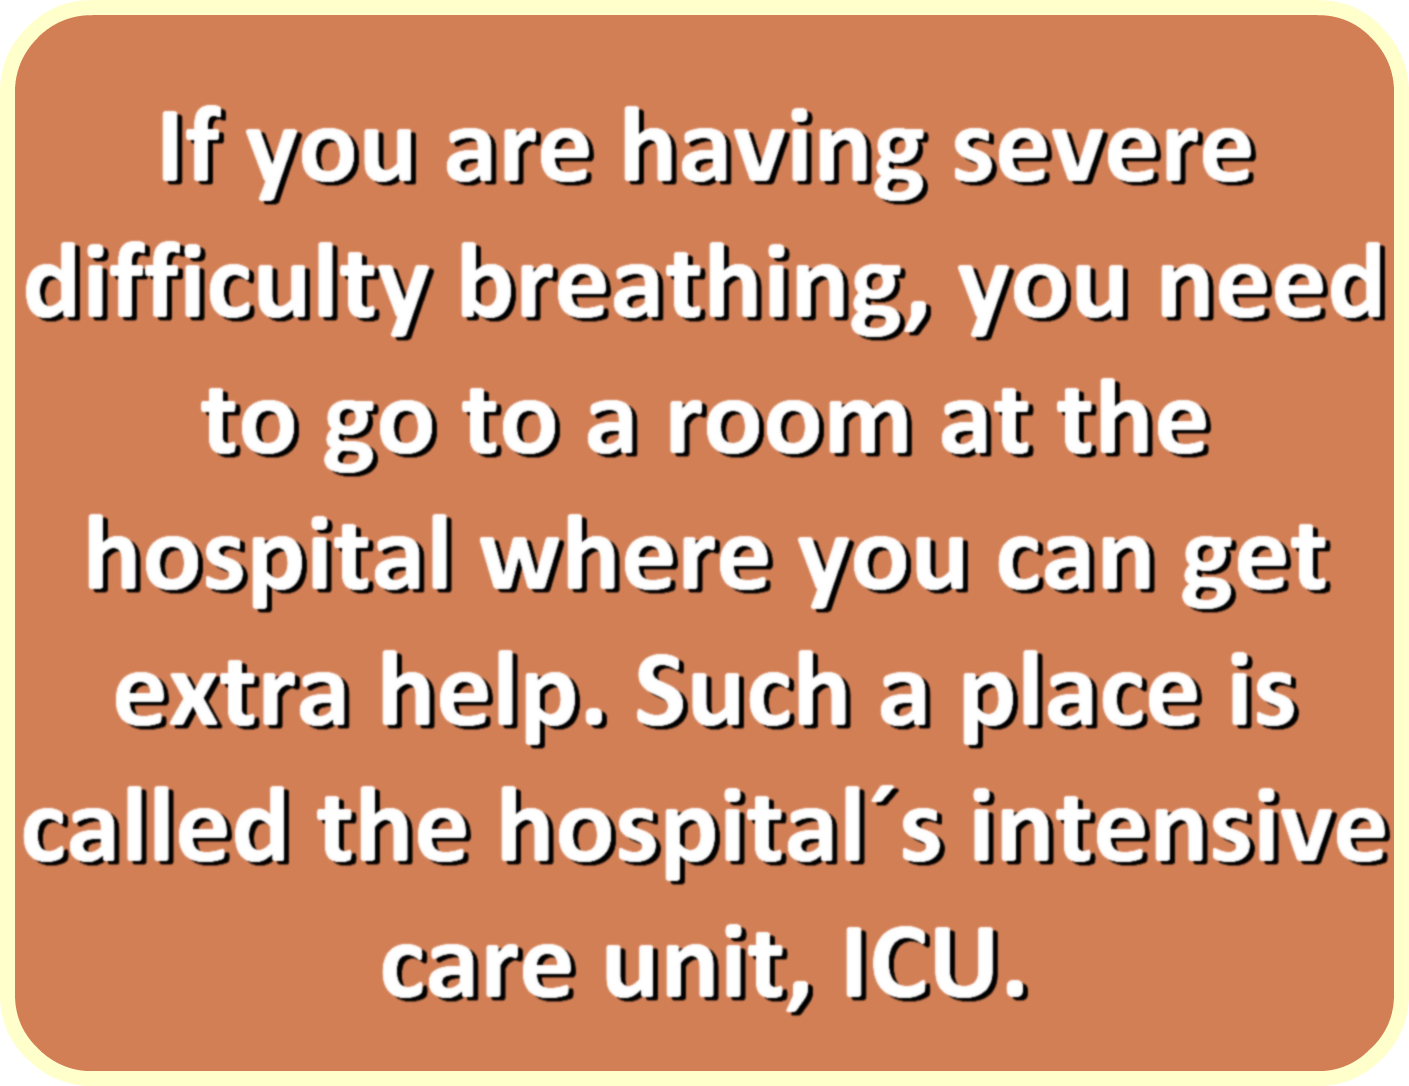 If you are having severe
difficulty breathing, you need
to go to a room at the
hospital where you can get
extra help. Such a place is
called the hospital´s intensive
care unit, ICU.